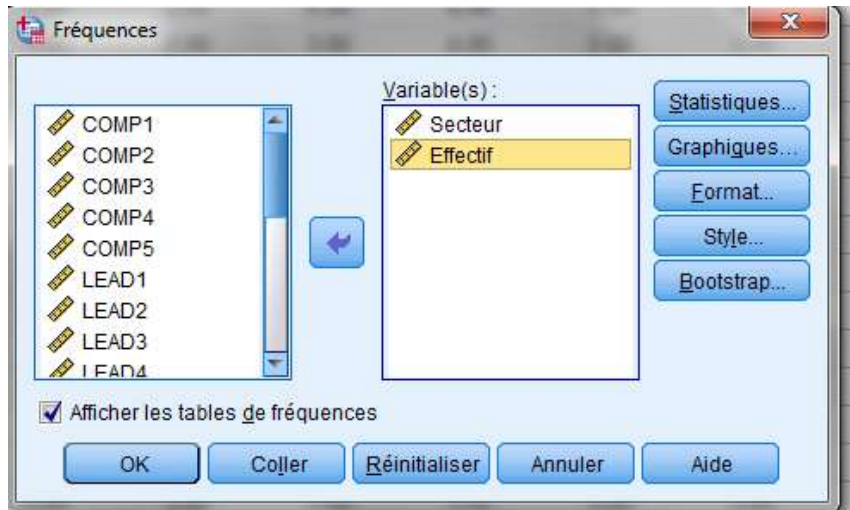 Fréquences
Variable(s) :
COMP1
COMP2
COMP3
COMP4
COMP5
LEAD1
LEAD2
LEAD3
LEAD4
Secteur
Effectif
Statistiques...
Graphiques...
Format...
Style...
Bootstrap...
Afficher les tables de fréquences
OK
Coller
Réinitialiser
Annuler
Aide